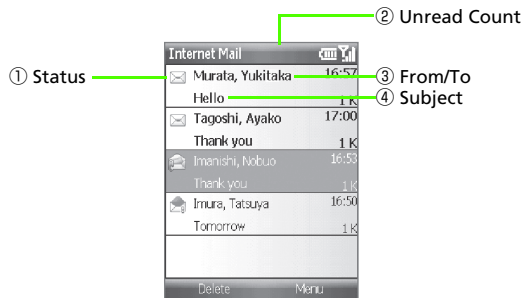 ② Unread Count
Internet Mail
① Status
Murata, Yukitaka 16:57
③ From/To
Hello 1 K
④ Subject
Tagoshi, Ayako 17:00
Thank you 1 K
Imanishi, Nobuo 16:53
Thank you 1 K
Imura, Tatsuya 16:50
Tomorrow 1 K
Delete Menu